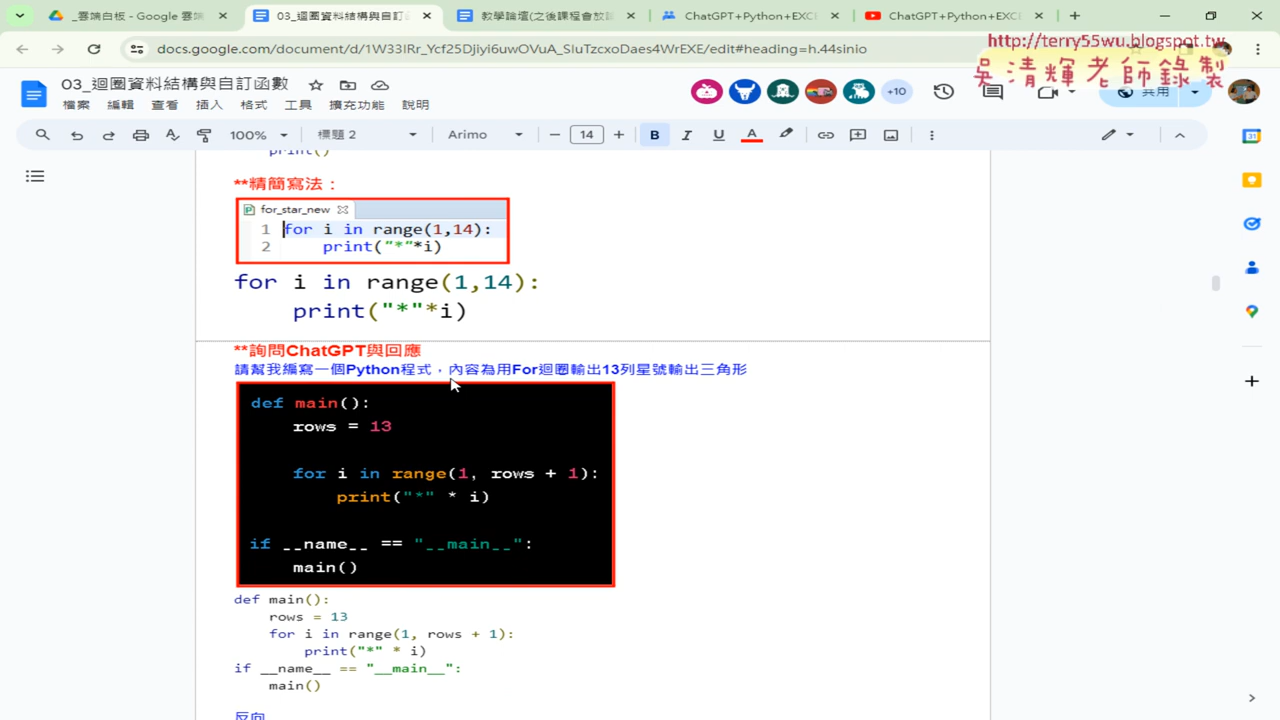 _雲端白板 - Google 雲端
03_迴圈資料結構與自訂函
教學論壇(之後課程會放
ChatGPT+Python+EXC
ChatGPT+Python+EXCE
docs.google.com/document/d/1W33IRr_Ycf25Djiyi6uwOVuA_SIuTzcxoDaes4WrEXE/edit#heading=h.44sinio
http://terry55wu.blogspot.tw
吳清輝老師錄製
03_迴圈資料結構與自訂函數
+10
共用
檔案 編輯 查看 插入 格式 工具 擴充功能 說明
100% 標題 2 Arimo 14 B I U A
print()
**精簡寫法：
for_star_new
1 for i in range(1,14):
2 print("*"*i)
for i in range(1,14):
print("*"*i)
**詢問ChatGPT與回應
請幫我編寫一個Python程式，內容為用For迴圈輸出13列星號輸出三角形
def main():
rows = 13
for i in range(1, rows + 1):
print("*" * i)
if __name__ == "__main__":
main()
def main():
rows = 13
for i in range(1, rows + 1):
print("*" * i)
if __name__ == "__main__":
main()
反向